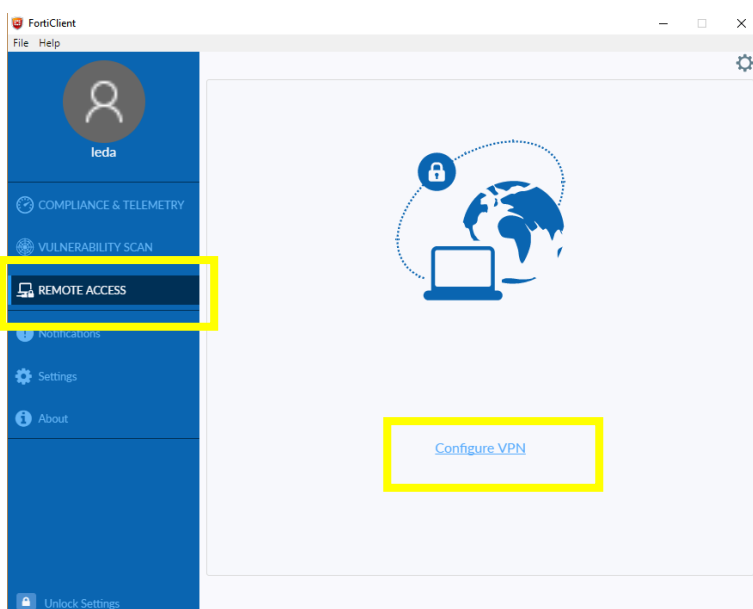 FortiClient
File Help
leda
COMPLIANCE & TELEMETRY
VULNERABILITY SCAN
REMOTE ACCESS
Notifications
Settings
About
Configure VPN
Unlock Settings